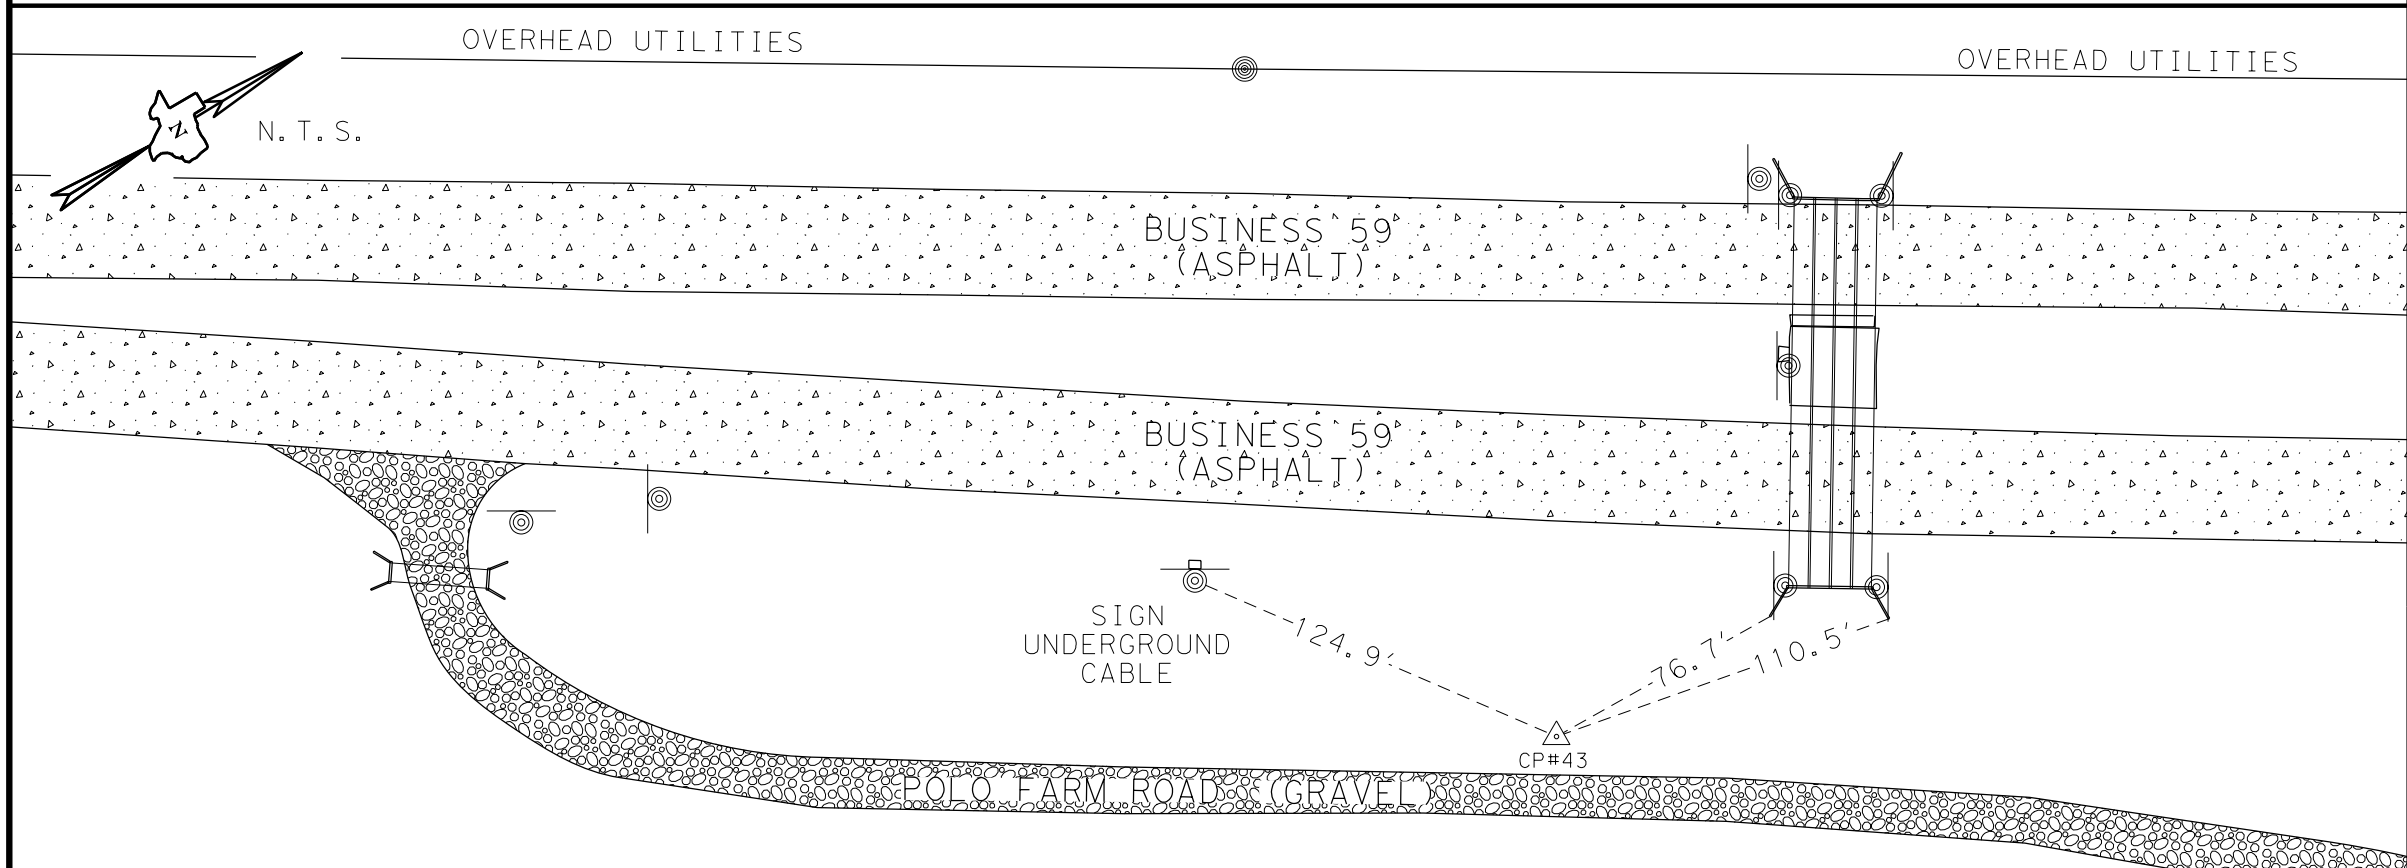 OVERHEAD UTILITIES
OVERHEAD UTILITIES
N
N.T.S.
BUSINESS 59
(ASPHALT)
BUSINESS 59
(ASPHALT)
SIGN
UNDERGROUND
CABLE
124.9'
76.7'
110.5'
CP#43
POLO FARM ROAD (GRAVEL)